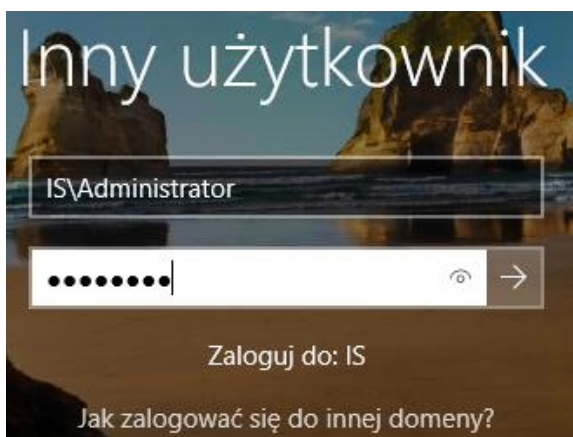 Inny użytkownik
IS\Administrator
••••••••
Zaloguj do: IS
Jak zalogować się do innej domeny?